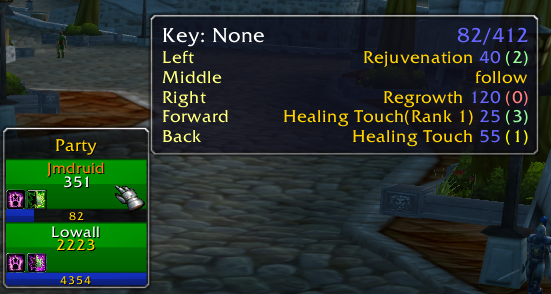 Key: None 82/412
Left Rejuvenation 40 (2)
Middle follow
Right Regrowth 120 (0)
Forward Healing Touch(Rank 1) 25 (3)
Back Healing Touch 55 (1)
Party
Jmdruid
351
82
Lowall
2223
4354